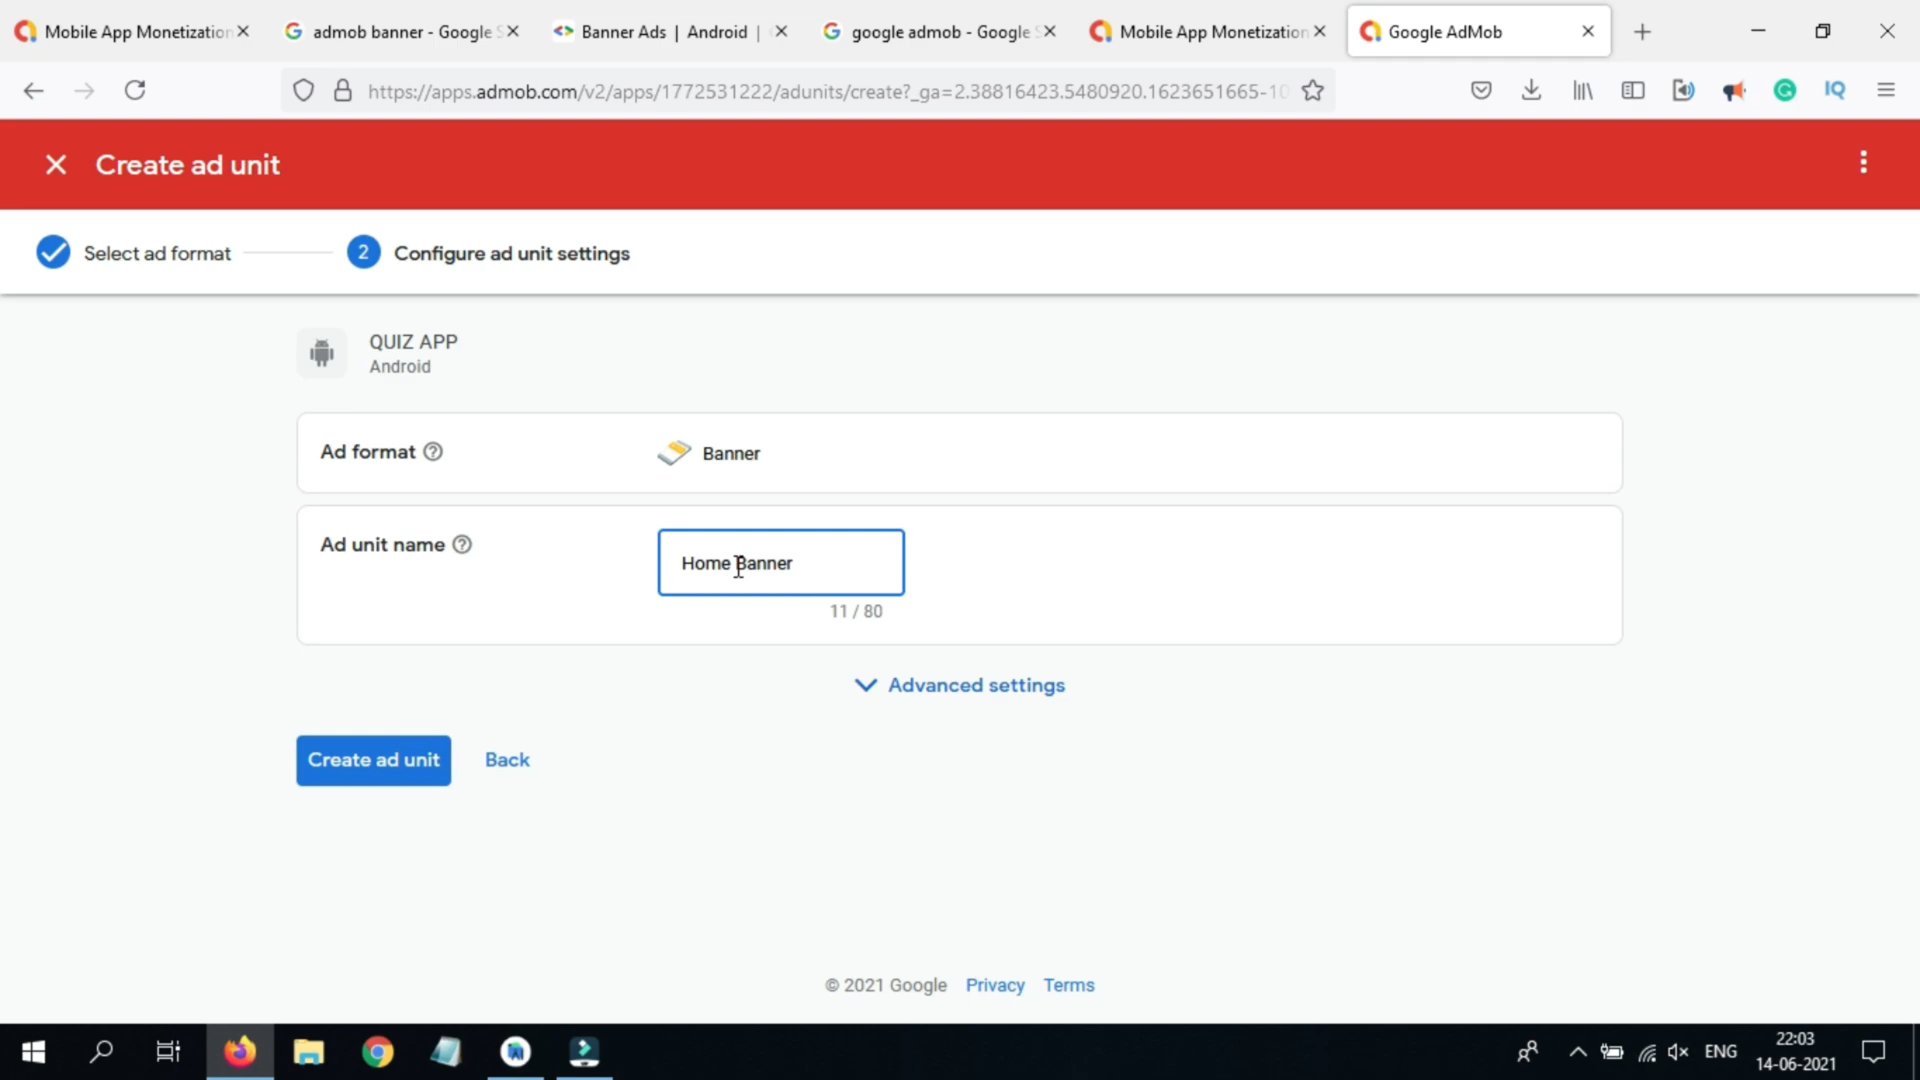 Mobile App Monetization
admob banner - Google S
Banner Ads | Android |
google admob - Google S
Mobile App Monetization
Google AdMob
https://apps.admob.com/v2/apps/1772531222/adunits/create?_ga=2.38816423.5480920.1623651665-10
IQ
Create ad unit
Select ad format
2 Configure ad unit settings
QUIZ APP
Android
Ad format
Banner
Ad unit name
Home Banner
11 / 80
Advanced settings
Create ad unit
Back
© 2021 Google Privacy Terms
ENG
22:03
14-06-2021